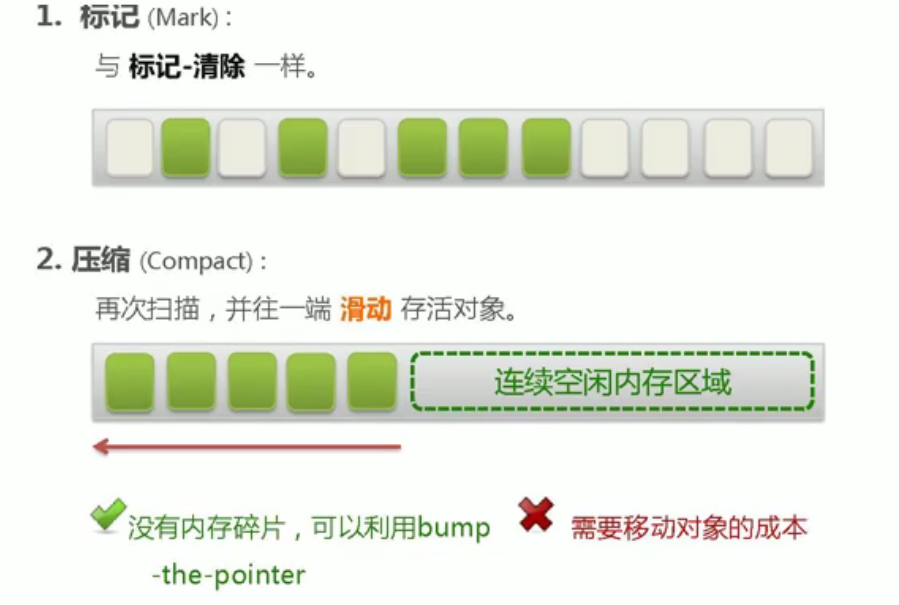 1. 标记 (Mark) :
与 标记-清除 一样。
2. 压缩 (Compact) :
再次扫描，并往一端 滑动 存活对象。
连续空闲内存区域
没有内存碎片，可以利用bump
-the-pointer
需要移动对象的成本